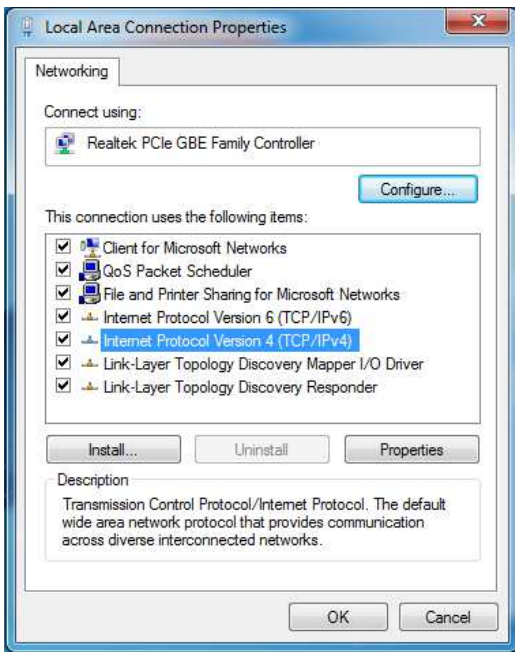 Local Area Connection Properties
Networking
Connect using:
Realtek PCIe GBE Family Controller
Configure...
This connection uses the following items:
Client for Microsoft Networks
QoS Packet Scheduler
File and Printer Sharing for Microsoft Networks
Internet Protocol Version 6 (TCP/IPv6)
Internet Protocol Version 4 (TCP/IPv4)
Link-Layer Topology Discovery Mapper I/O Driver
Link-Layer Topology Discovery Responder
Install...
Uninstall
Properties
Description
Transmission Control Protocol/Internet Protocol. The default
wide area network protocol that provides communication
across diverse interconnected networks.
OK
Cancel